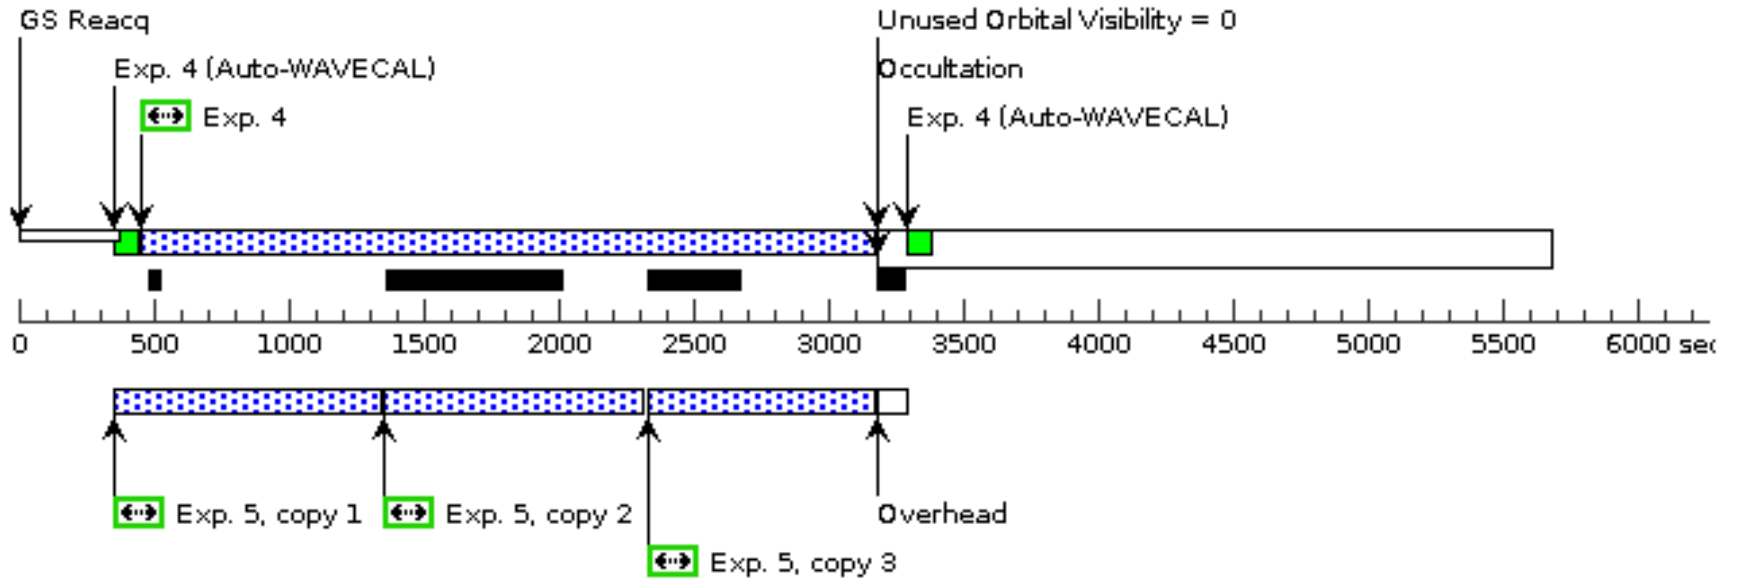 GS Reacq
Unused Orbital Visibility = 0
Exp. 4 (Auto-WAVECAL)
Occultation
Exp. 4
Exp. 4 (Auto-WAVECAL)
0 500 1000 1500 2000 2500 3000 3500 4000 4500 5000 5500 6000 sec
Exp. 5, copy 1
Exp. 5, copy 2
Overhead
Exp. 5, copy 3